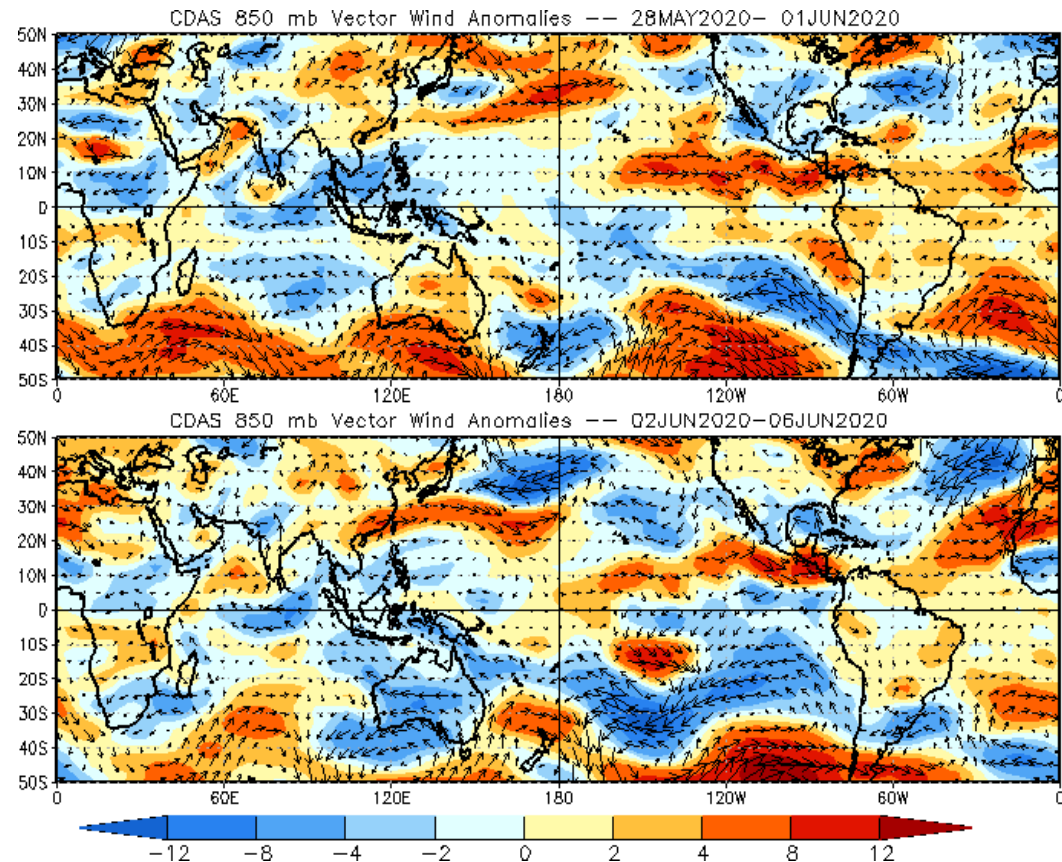 CDAS 850 mb Vector Wind Anomalies -- 28MAY2020- 01JUN2020
50N
40N
30N
20N
10N
0
10S
20S
30S
40S
50S
0 60E 120E 180 120W 60W 0
CDAS 850 mb Vector Wind Anomalies -- 02JUN2020-06JUN2020
50N
40N
30N
20N
10N
0
10S
20S
30S
40S
50S
0 60E 120E 180 120W 60W 0
-12 -8 -4 -2 0 2 4 8 12